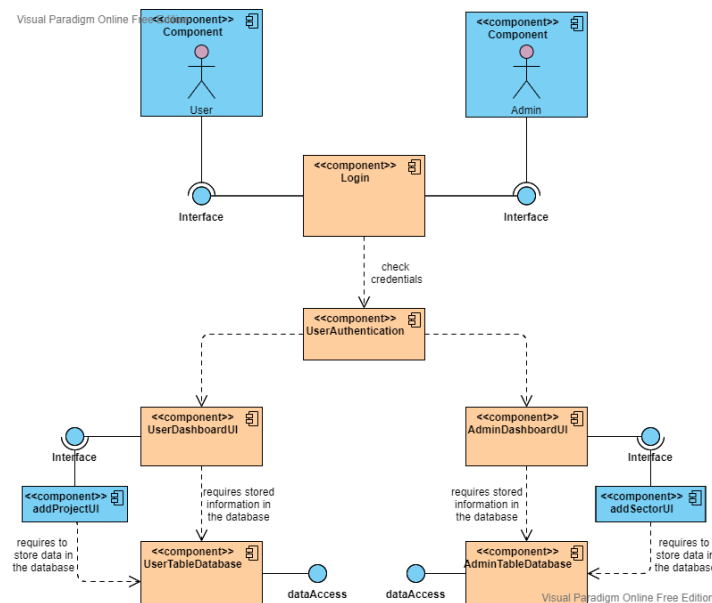 Visual Paradigm Online Free Edition
<<component>>
Component
User
<<component>>
Component
Admin
<<component>>
Login
Interface
Interface
check
credentials
<<component>>
UserAuthentication
<<component>>
UserDashboardUI
<<component>>
AdminDashboardUI
Interface
Interface
<<component>>
addProjectUI
requires stored
information in
the database
requires stored
information in
the database
<<component>>
addSectorUI
requires to
store data in
the database
<<component>>
UserTableDatabase
dataAccess
dataAccess
<<component>>
AdminTableDatabase
requires to
store data in
the database
Visual Paradigm Online Free Edition